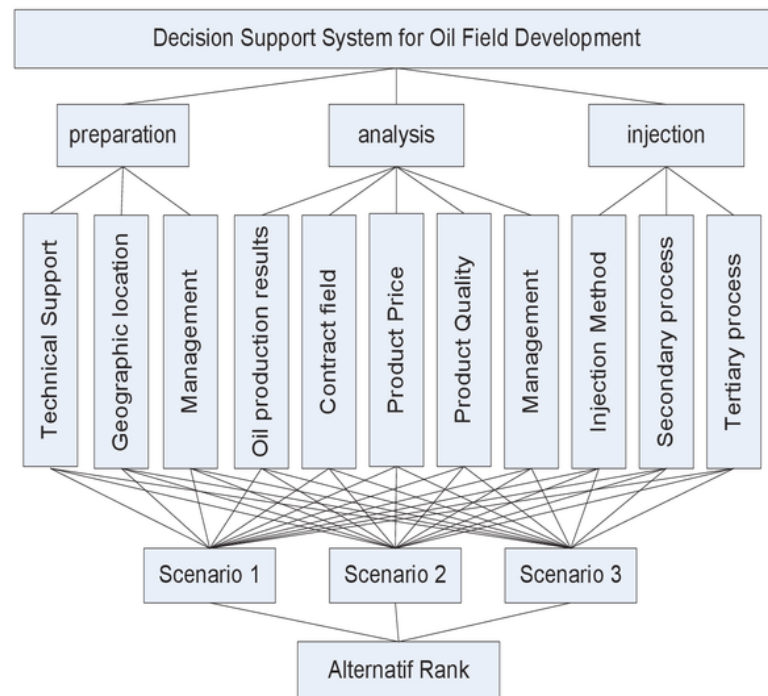 Decision Support System for Oil Field Development
preparation
analysis
injection
Technical Support
Geographic location
Management
Oil production results
Contract field
Product Price
Product Quality
Management
Injection Method
Secondary process
Tertiary process
Scenario 1
Scenario 2
Scenario 3
Alternatif Rank